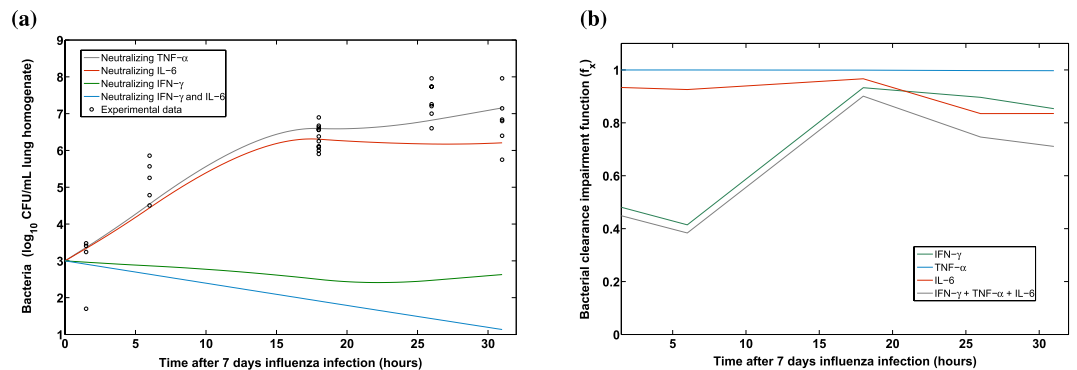 (a)
Bacteria (log10 CFU/mL lung homogenate)
9
8
7
6
5
4
3
2
1
Neutralizing TNF−α
Neutralizing IL−6
Neutralizing IFN−γ
Neutralizing IFN−γ and IL−6
Experimental data
0 5 10 15 20 25 30
Time after 7 days influenza infection (hours)
(b)
Bacterial clearance impairment function (fx)
1
0.8
0.6
0.4
0.2
0
IFN−γ
TNF−α
IL−6
IFN−γ + TNF−α + IL−6
5 10 15 20 25 30
Time after 7 days influenza infection (hours)